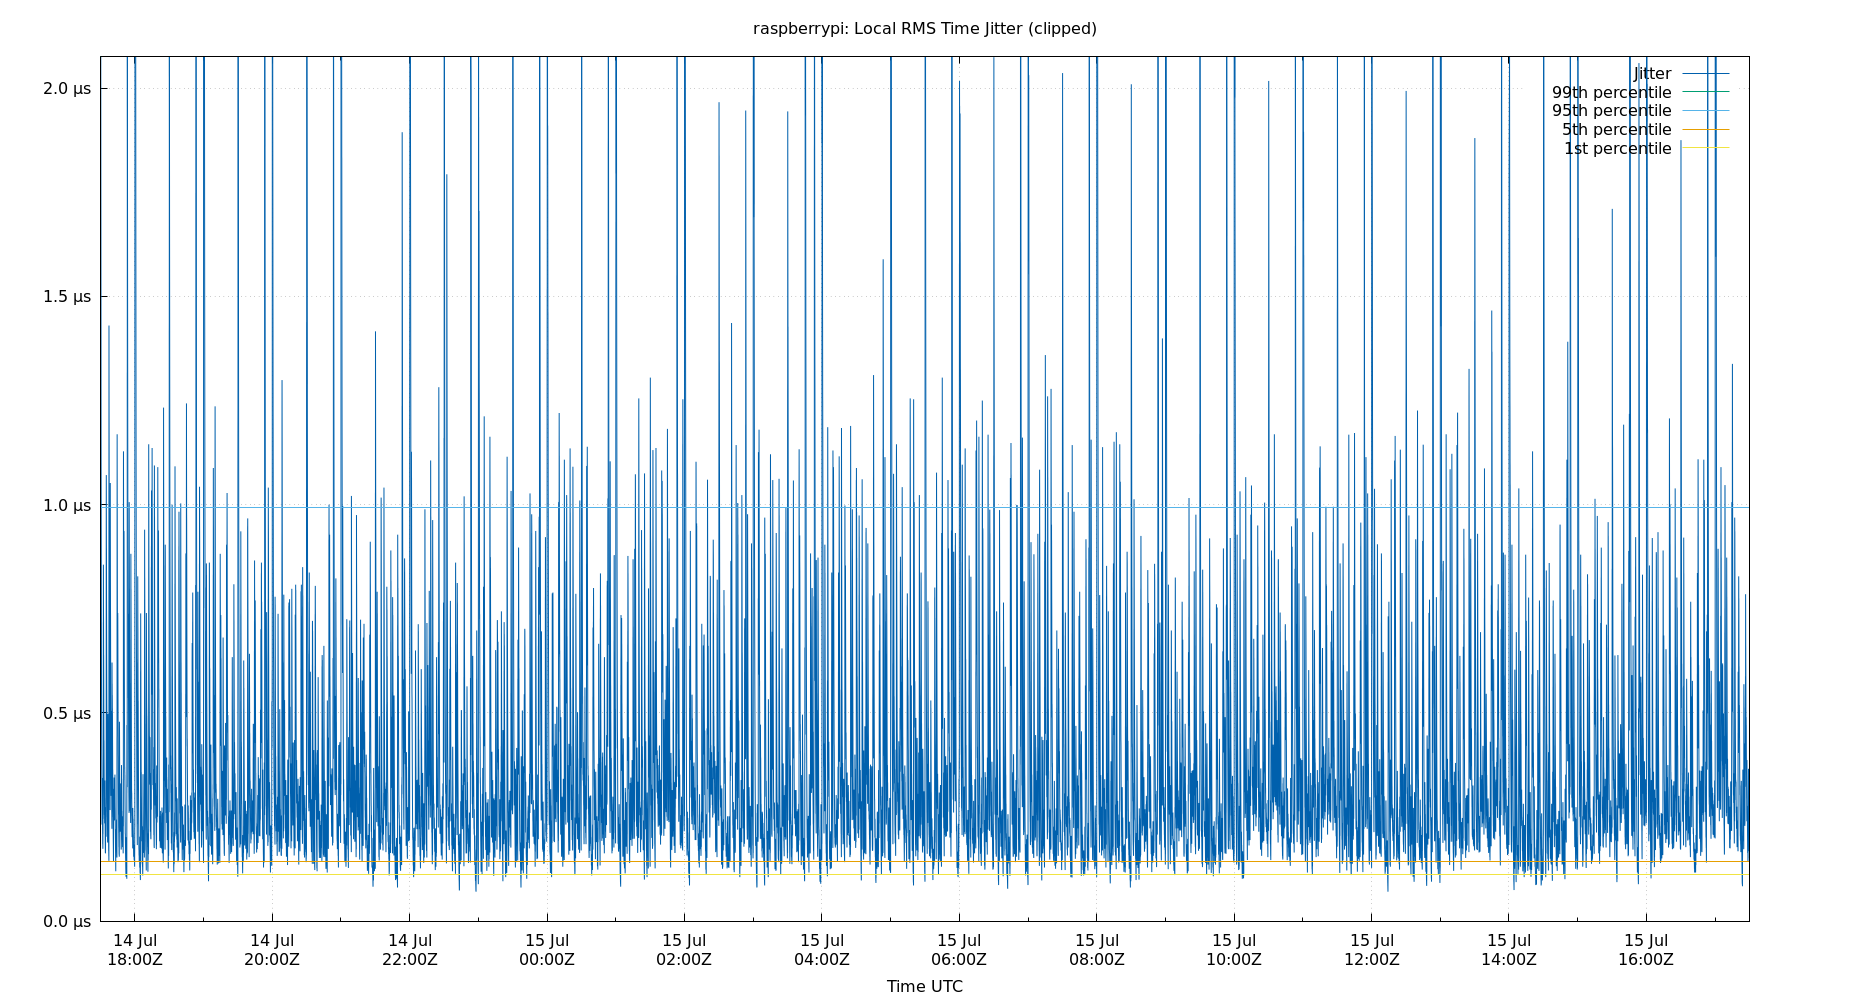 raspberrypi: Local RMS Time Jitter (clipped)
Jitter
99th percentile
95th percentile
5th percentile
1st percentile
2.0 µs
1.5 µs
1.0 µs
0.5 µs
0.0 µs
14 Jul 14 Jul 14 Jul 15 Jul 15 Jul 15 Jul 15 Jul 15 Jul 15 Jul 15 Jul 15 Jul 15 Jul
18:00Z 20:00Z 22:00Z 00:00Z 02:00Z 04:00Z 06:00Z 08:00Z 10:00Z 12:00Z 14:00Z 16:00Z
Time UTC